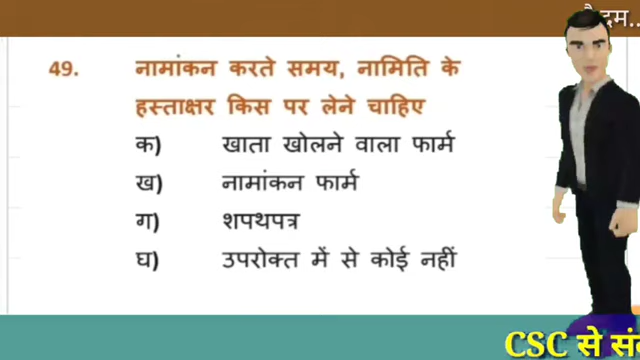 49. नामांकन करते समय, नामिति के
हस्ताक्षर किस पर लेने चाहिए
क) खाता खोलने वाला फार्म
ख) नामांकन फार्म
ग) शपथपत्र
घ) उपरोक्त में से कोई नहीं
CSC से